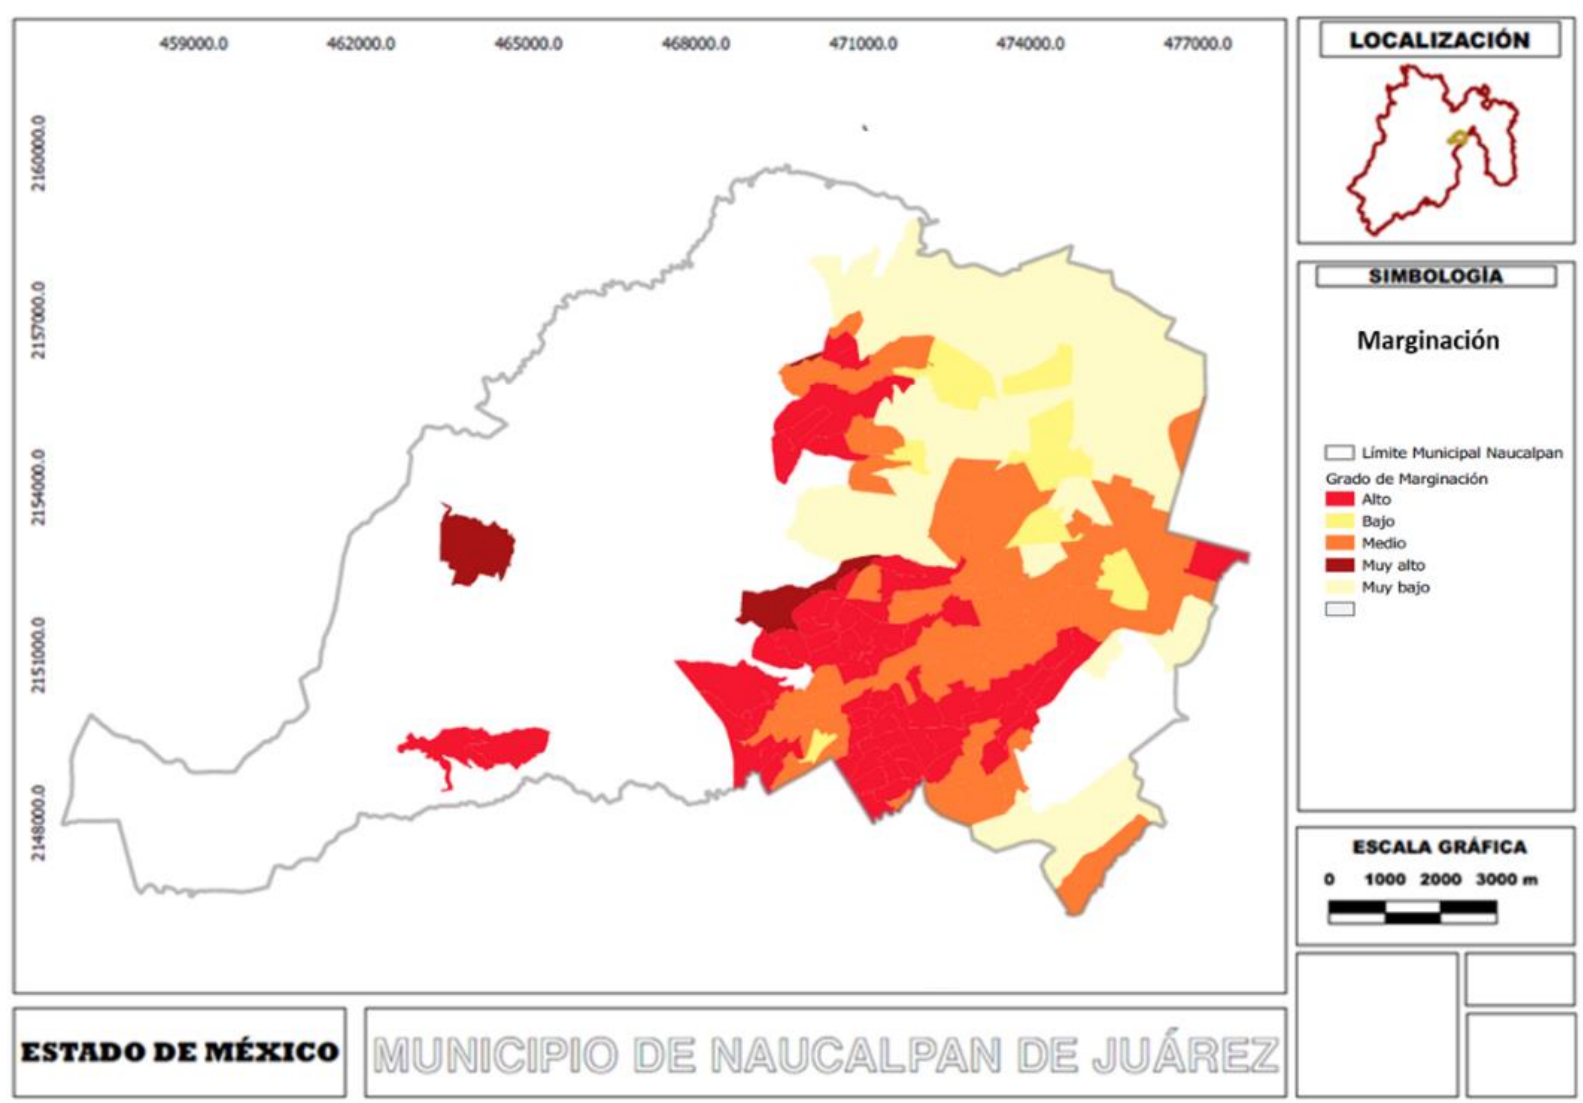 459000.0 462000.0 465000.0 468000.0 471000.0 474000.0 477000.0
2160000.0
2157000.0
2154000.0
2151000.0
2148000.0
LOCALIZACIÓN
SIMBOLOGÍA
Marginación
Límite Municipal Naucalpan
Grado de Marginación
Alto
Bajo
Medio
Muy alto
Muy bajo
ESCALA GRÁFICA
0 1000 2000 3000 m
ESTADO DE MÉXICO
MUNICIPIO DE NAUCALPAN DE JUÁREZ